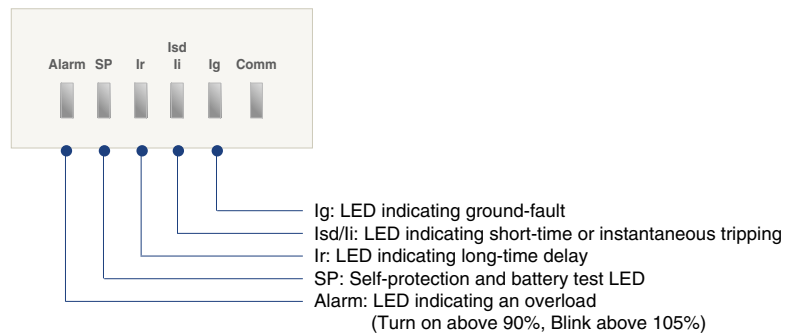 Isd
Alarm SP Ir Ii Ig Comm
Ig: LED indicating ground-fault
Isd/Ii: LED indicating short-time or instantaneous tripping
Ir: LED indicating long-time delay
SP: Self-protection and battery test LED
Alarm: LED indicating an overload
(Turn on above 90%, Blink above 105%)